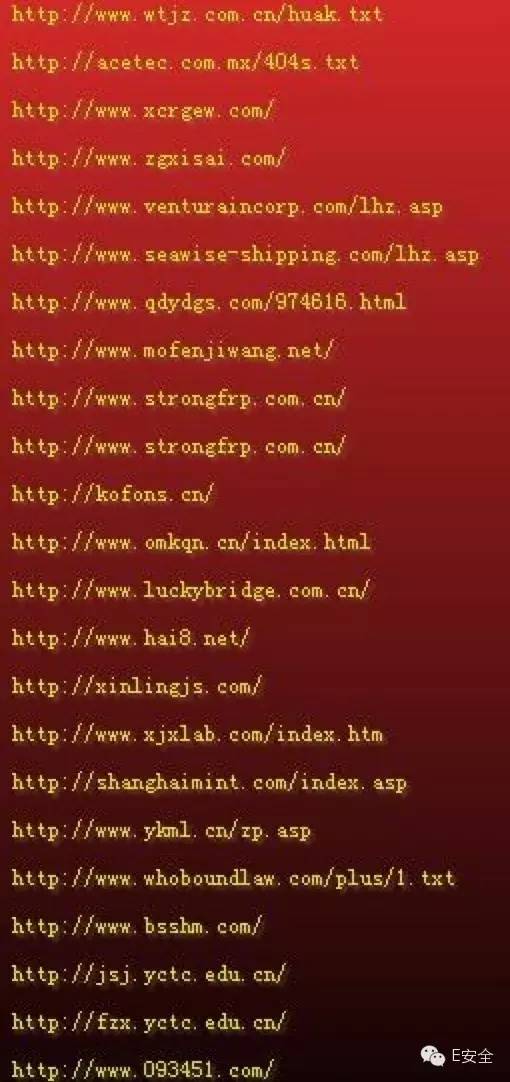 http://www.wtjz.com.cn/huak.txt
http://acetec.com.mx/404s.txt
http://www.xcrgew.com/
http://www.zgxisai.com/
http://www.venturaincorp.com/lhz.asp
http://www.seawise-shipping.com/lhz.asp
http://www.qdydgs.com/974616.html
http://www.mofenjiwang.net/
http://www.strongfrp.com.cn/
http://www.strongfrp.com.cn/
http://kofons.cn/
http://www.omkqn.cn/index.html
http://www.luckybridge.com.cn/
http://www.hai8.net/
http://xinlingjs.com/
http://www.xjxlab.com/index.htm
http://shanghaimint.com/index.asp
http://www.ykml.cn/zp.asp
http://www.whoboundlaw.com/plus/1.txt
http://www.bsshm.com/
http://jsj.yctc.edu.cn/
http://fzx.yctc.edu.cn/
http://www.093451.com/
E安全